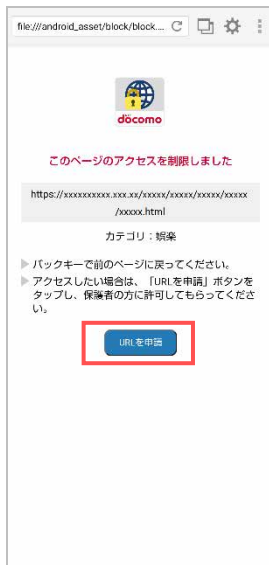 file:///android_asset/block/block....
döcomo
このページのアクセスを制限しました
https://xxxxxxxxxx.xxx.xx/xxxxx/xxxxx/xxxxx/xxxxx
/xxxxx.html
カテゴリ：娯楽
バックキーで前のページに戻ってください。
アクセスしたい場合は、「URLを申請」ボタンを
タップし、保護者の方に許可してもらってくださ
い。
URLを申請